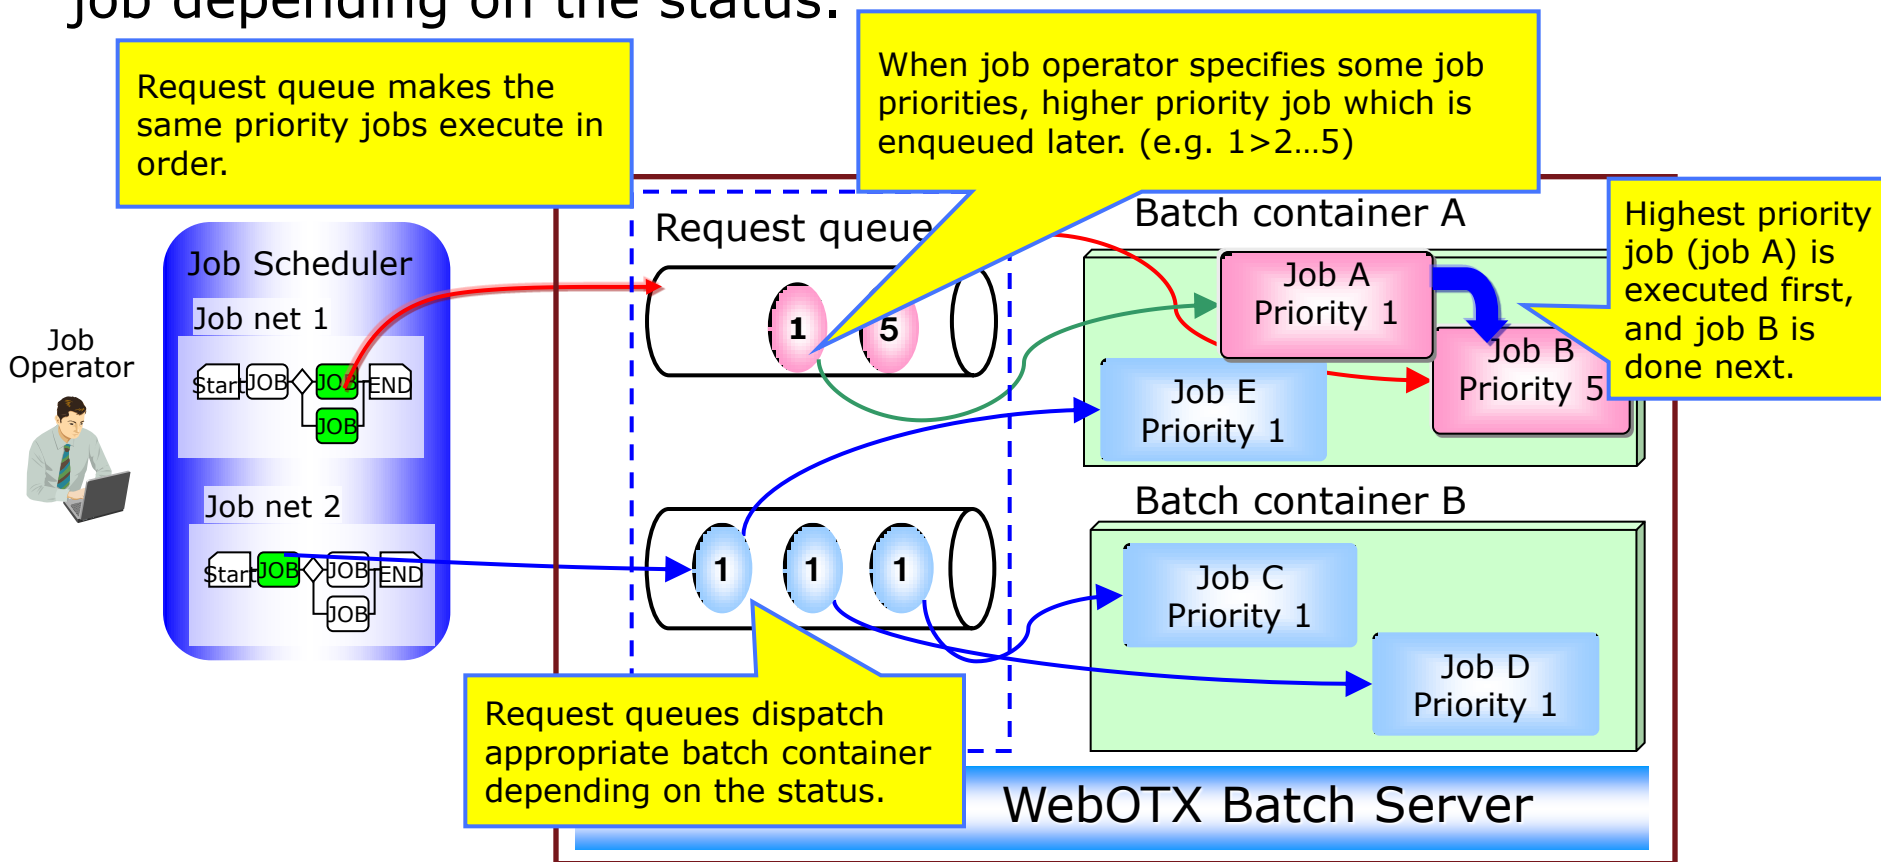 job depending on the status.
Request queue makes the
same priority jobs execute in
order.
When job operator specifies some job
priorities, higher priority job which is
enqueued later. (e.g. 1>2…5)
Highest priority
job (job A) is
executed first,
and job B is
done next.
Job
Operator
Job Scheduler
Job net 1
Start
JOB
JOB
END
JOB
Job net 2
Start
JOB
JOB
END
JOB
Request queue
1
5
1
1
1
Batch container A
Job A
Priority 1
Job B
Priority 5
Job E
Priority 1
Batch container B
Job C
Priority 1
Job D
Priority 1
Request queues dispatch
appropriate batch container
depending on the status.
WebOTX Batch Server